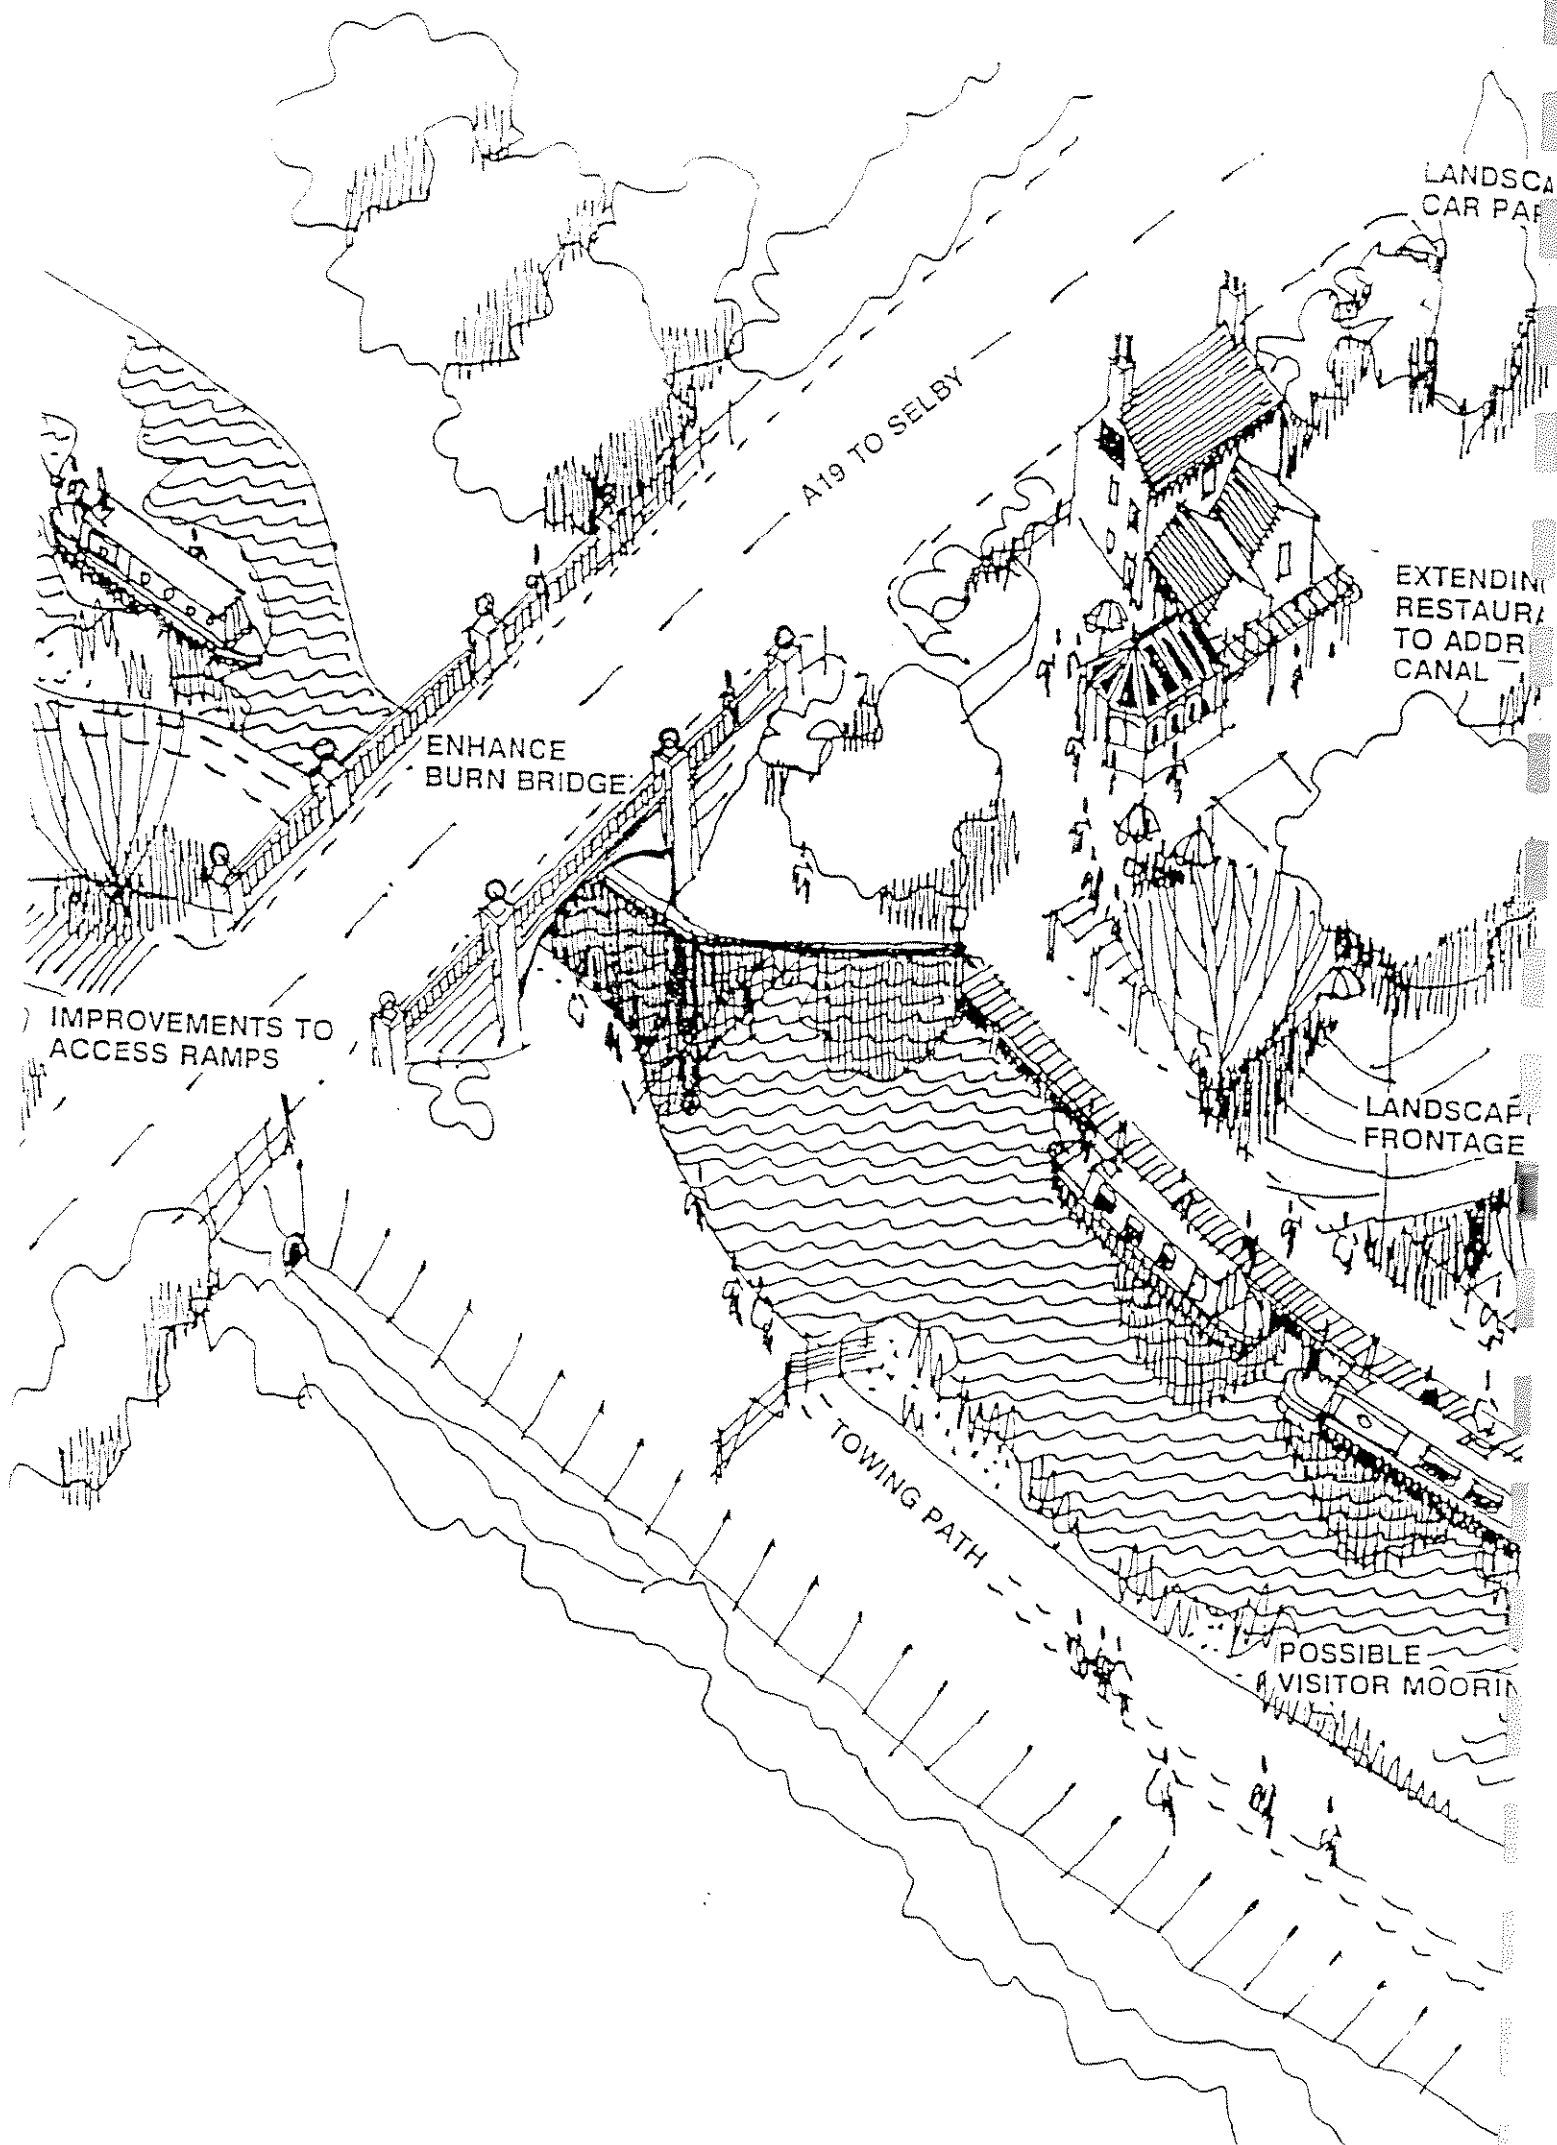 LANDSCA
CAR PAR
A19 TO SELBY
EXTENDIN
RESTAURA
TO ADDR
CANAL
ENHANCE
BURN BRIDGE
IMPROVEMENTS TO
ACCESS RAMPS
LANDSCAP
FRONTAGE
TOWING PATH
POSSIBLE
VISITOR MOORIN